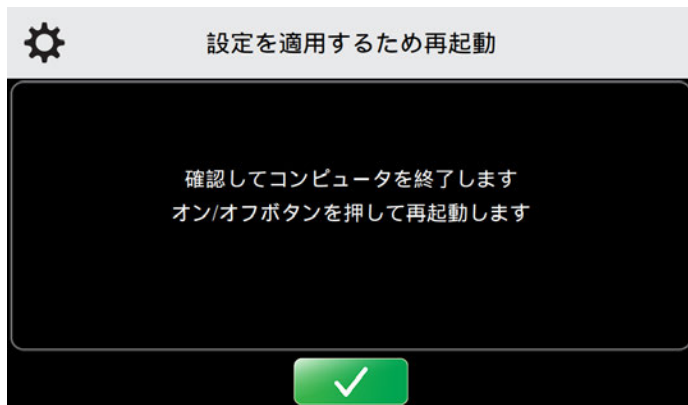 設定を適用するため再起動
確認してコンピュータを終了します
オン/オフボタンを押して再起動します